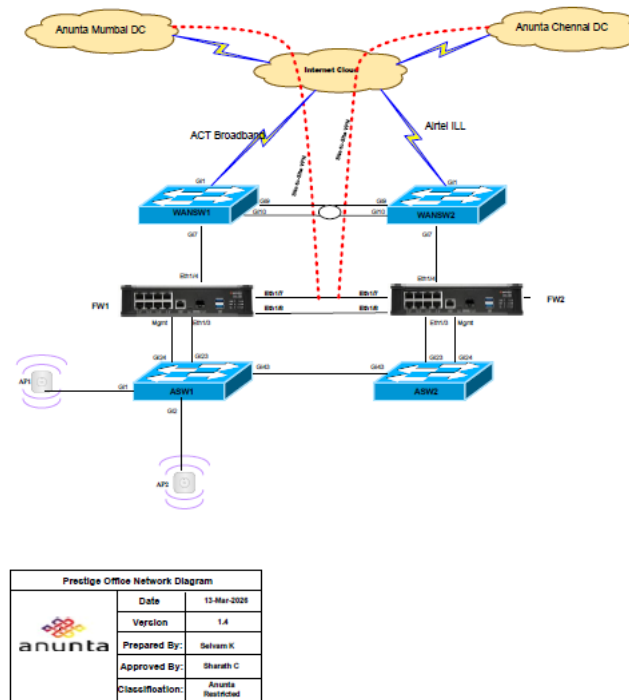 Anunta Mumbai DC
Anunta Chennai DC
Internet Cloud
ACT Broadband
Airtel ILL
Site-to-Site VPN
Site-to-Site VPN
Gi1
Gi1
WANSW1
Gi9
Gi9
WANSW2
Gi10
Gi10
Gi7
Gi7
Eth1/4
Eth1/4
FW1
Eth1/7
Eth1/7
FW2
Eth1/8
Eth1/8
Mgmt
Eth1/3
Eth1/3
Mgmt
Gi24
Gi23
Gi23
Gi24
AP1
Gi1
ASW1
Gi43
Gi43
ASW2
Gi2
AP2
Prestige Office Network Diagram
anunta
Date
13-Mar-2026
Version
1.4
Prepared By:
Selvam K
Approved By:
Sharath C
Classification:
Anunta
Restricted